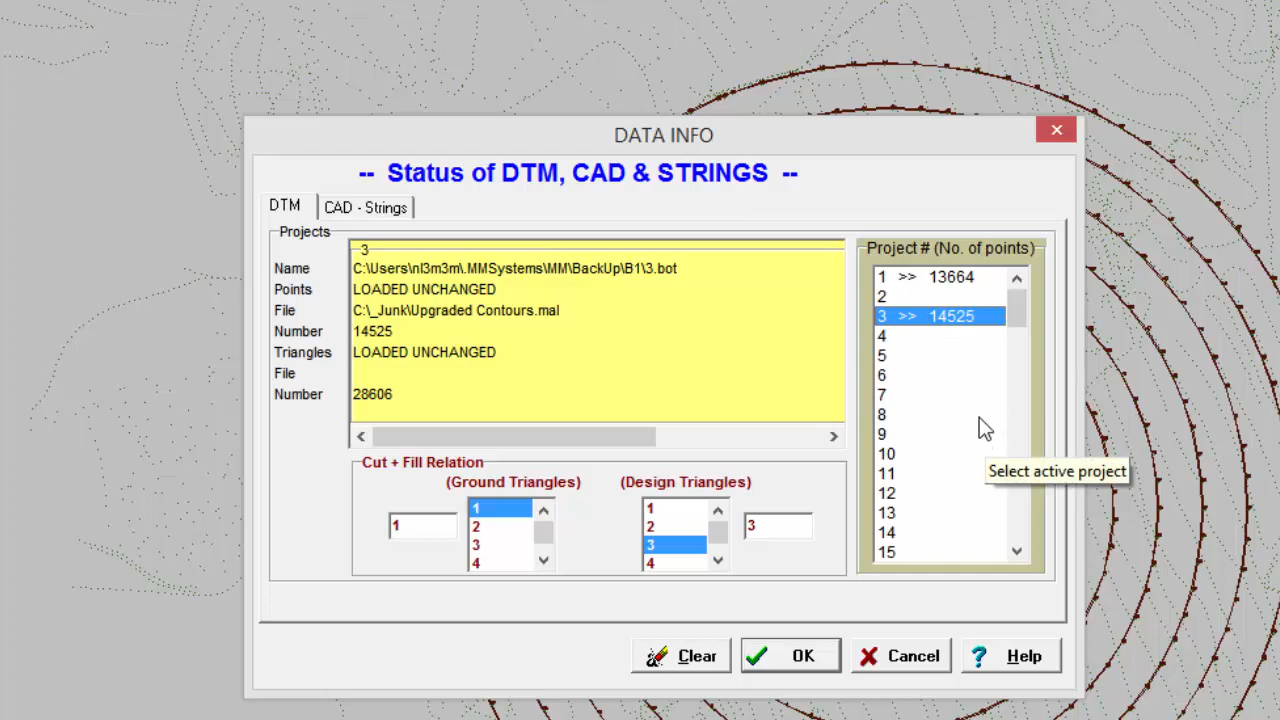 DATA INFO
-- Status of DTM, CAD & STRINGS --
DTM
CAD - Strings
Projects
3
Name C:\Users\nl3m3m\.MMSystems\MM\BackUp\B1\3.bot
Points LOADED UNCHANGED
File C:\_Junk\Upgraded Contours.mal
Number 14525
Triangles LOADED UNCHANGED
File
Number 28606
Project # (No. of points)
1 >> 13664
2
3 >> 14525
4
5
6
7
8
9
10
11
12
13
14
15
Select active project
Cut + Fill Relation
(Ground Triangles) (Design Triangles)
1
1
2
3
4
1
2
3
4
3
Clear OK Cancel Help